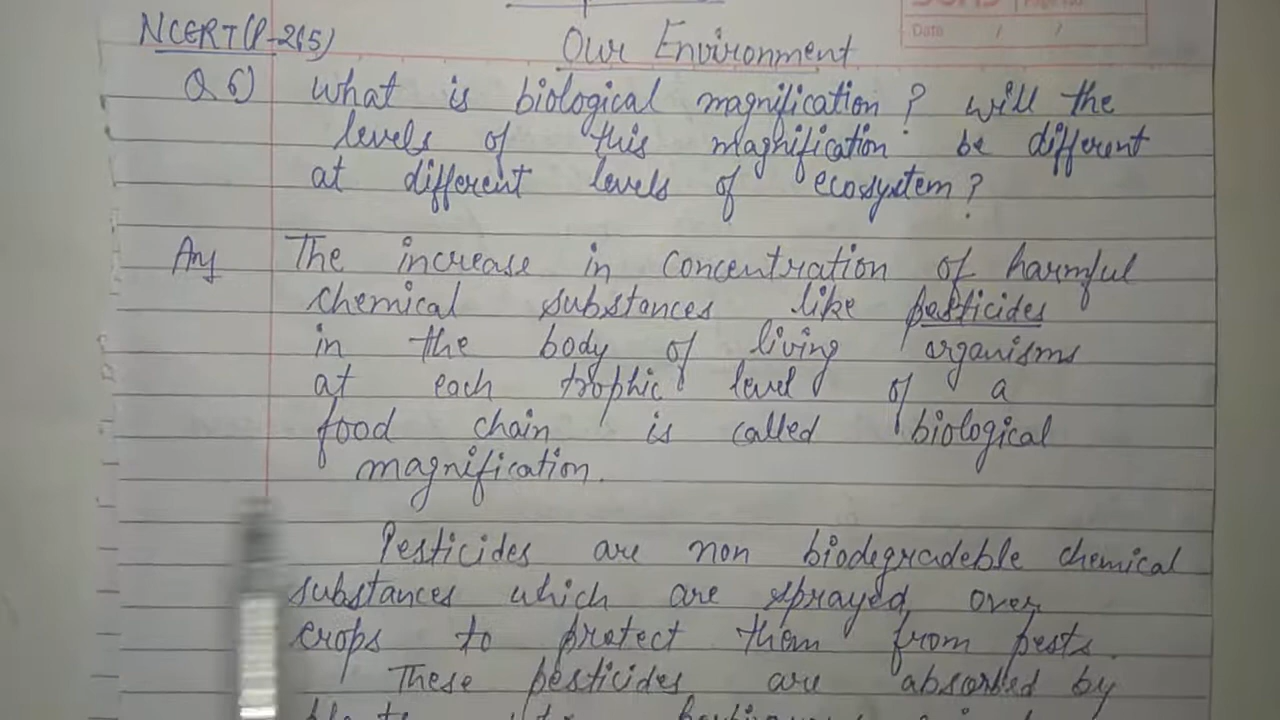 NCERT (P-265)
Date / /
Our Environment
Q 6) What is biological magnification? Will the
levels of this magnification be different
at different levels of ecosystem?
Ans The increase in concentration of harmful
chemical substances like pesticides
in the body of living organisms
at each trophic level of a
food chain is called biological
magnification.
Pesticides are non biodegradeble chemical
substances which are sprayed over
crops to protect them from pests.
These pesticides are absorbed by